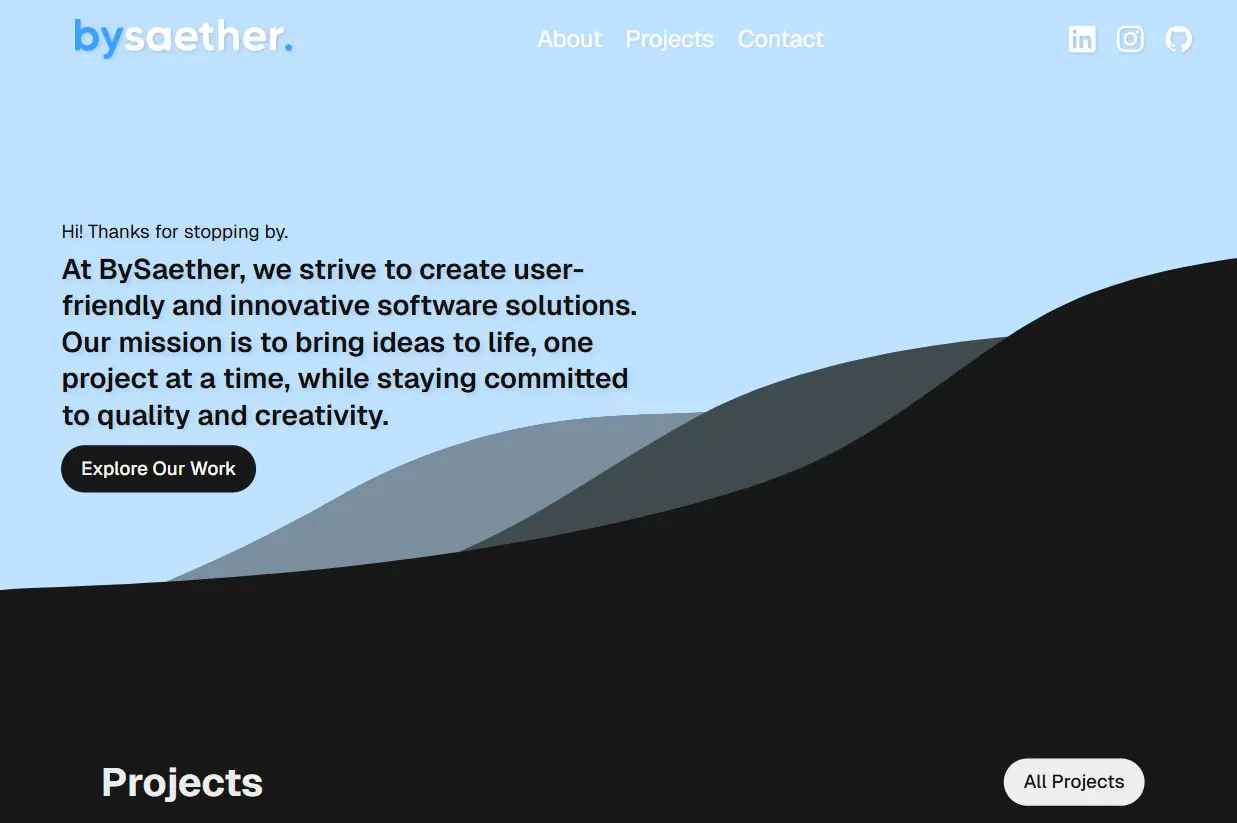 bysaether.
About Projects Contact
Hi! Thanks for stopping by.
At BySaether, we strive to create user-
friendly and innovative software solutions.
Our mission is to bring ideas to life, one
project at a time, while staying committed
to quality and creativity.
Explore Our Work
Projects
All Projects